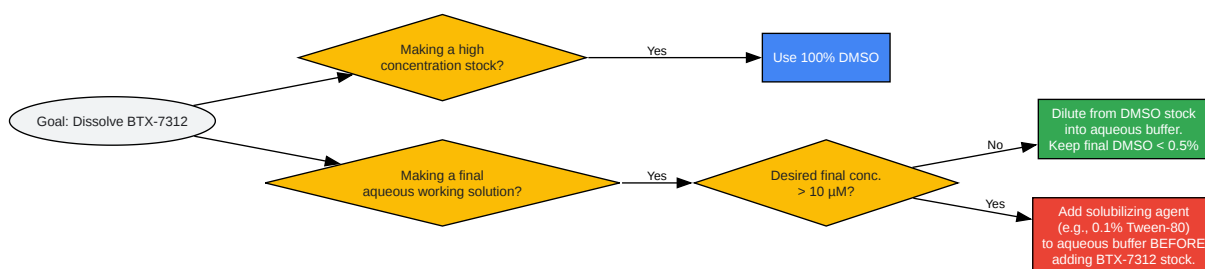 Making a high
concentration stock?
Yes
Use 100% DMSO
Goal: Dissolve BTX-7312
Making a final
aqueous working solution?
Yes
Desired final conc.
> 10 µM?
No
Dilute from DMSO stock
into aqueous buffer.
Keep final DMSO < 0.5%
Yes
Add solubilizing agent
(e.g., 0.1% Tween-80)
to aqueous buffer BEFORE
adding BTX-7312 stock.